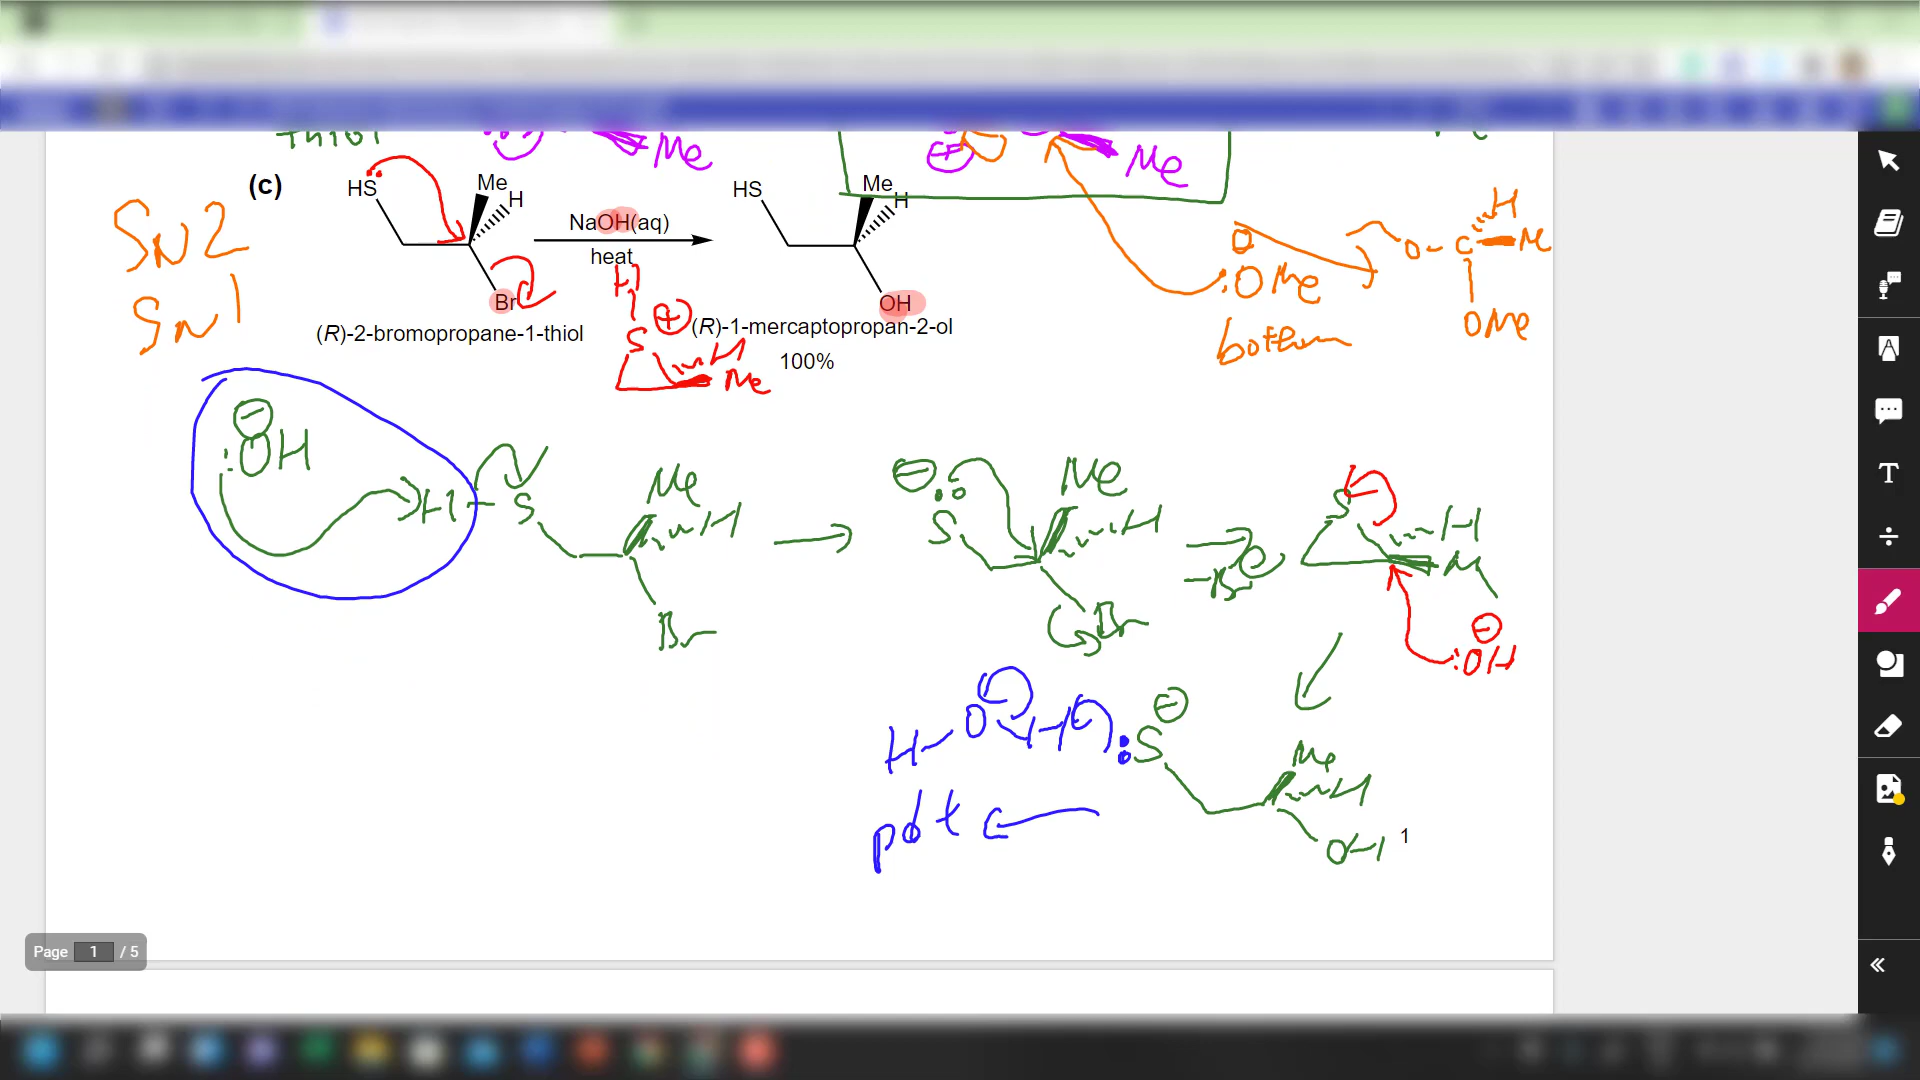 thiol
Me
Me
(c)
HS
Me
H
NaOH(aq)
heat
Br
(R)-2-bromopropane-1-thiol
HS
Me
H
OH
(R)-1-mercaptopropan-2-ol
100%
SN2
SN1
H
S
+
H
Me
:OMe
bottom
O-C
H
Me
OMe
:OH
H-S
Me
H
Br
S
Me
H
Br
-Br
S
H
M
:OH
H-O
H
:S
Me
H
OH
pdt
1
Page 1 / 5